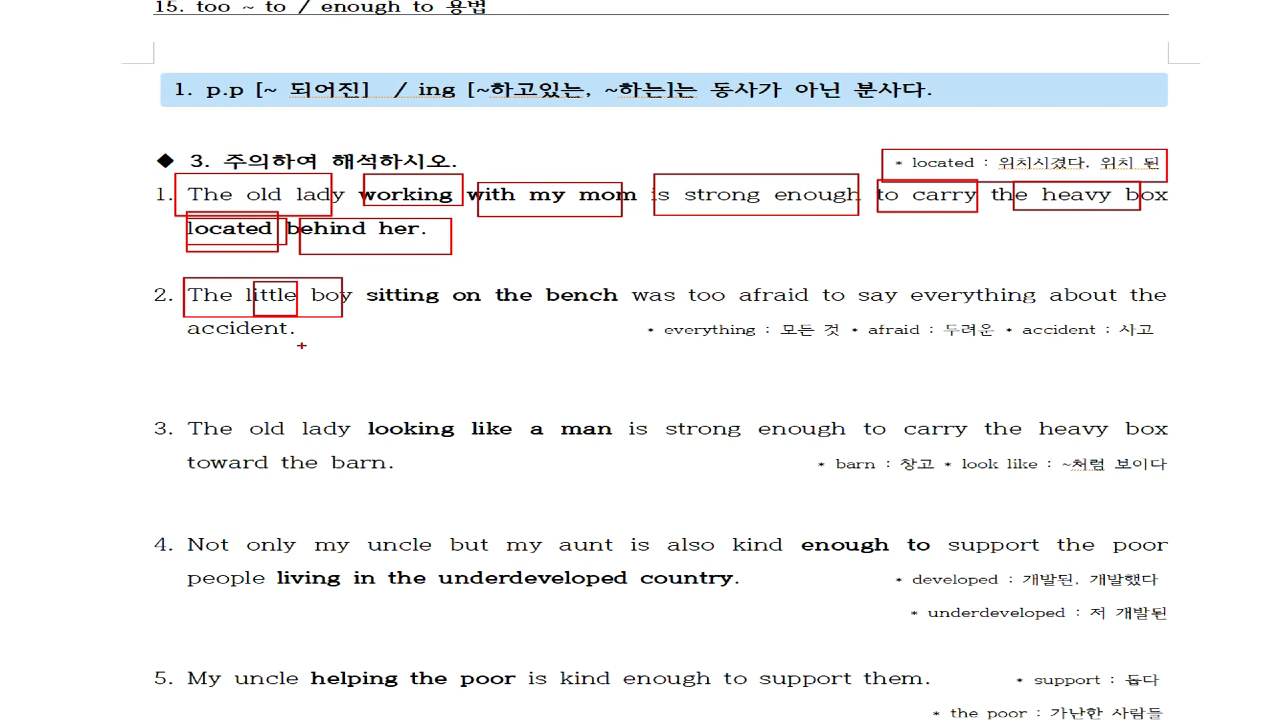 15. too ~ to / enough to 용법
1. p.p [~ 되어진] / ing [~하고있는, ~하는]는 동사가 아닌 분사다.
◆ 3. 주의하여 해석하시오.
* located : 위치시켰다. 위치 된
1. The old lady working with my mom is strong enough to carry the heavy box
located behind her.
2. The little boy sitting on the bench was too afraid to say everything about the
accident. * everything : 모든 것 * afraid : 두려운 * accident : 사고
3. The old lady looking like a man is strong enough to carry the heavy box
toward the barn. * barn : 창고 * look like : ~처럼 보이다
4. Not only my uncle but my aunt is also kind enough to support the poor
people living in the underdeveloped country. * developed : 개발된. 개발했다
* underdeveloped : 저 개발된
5. My uncle helping the poor is kind enough to support them. * support : 돕다
* the poor : 가난한 사람들